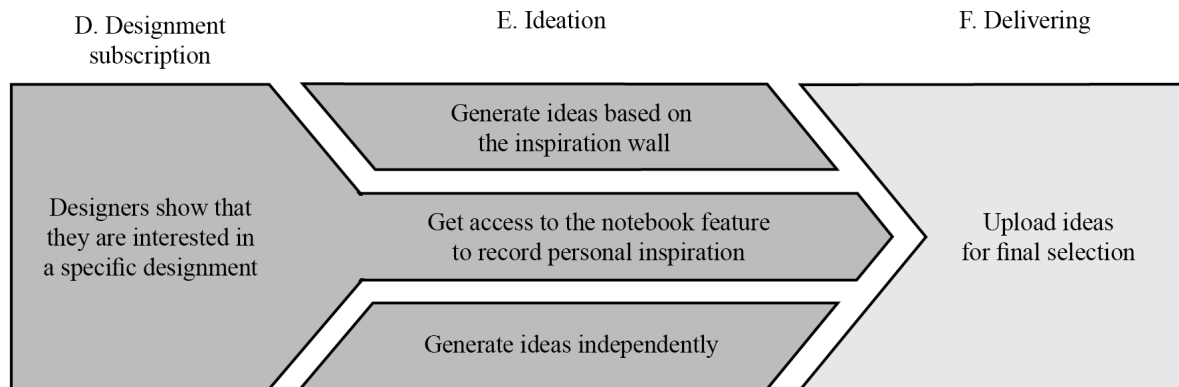 D. Designment
subscription
E. Ideation
F. Delivering
Designers show that
they are interested in
a specific designment
Generate ideas based on
the inspiration wall
Get access to the notebook feature
to record personal inspiration
Generate ideas independently
Upload ideas
for final selection